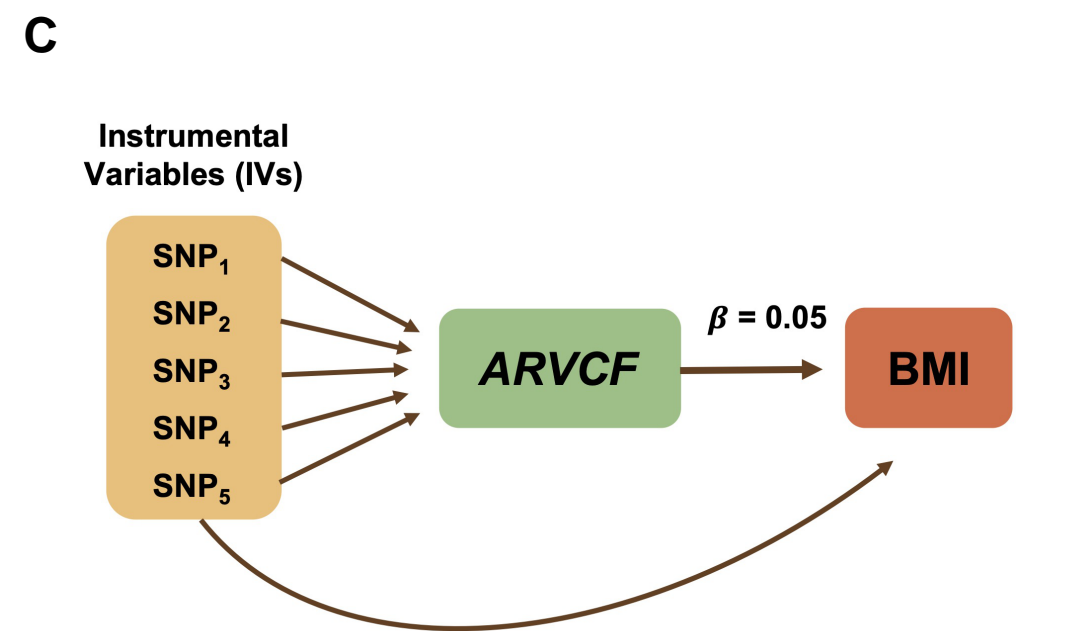 C
Instrumental
Variables (IVs)
SNP₁
SNP₂
SNP₃
SNP₄
SNP₅
ARVCF
β = 0.05
BMI